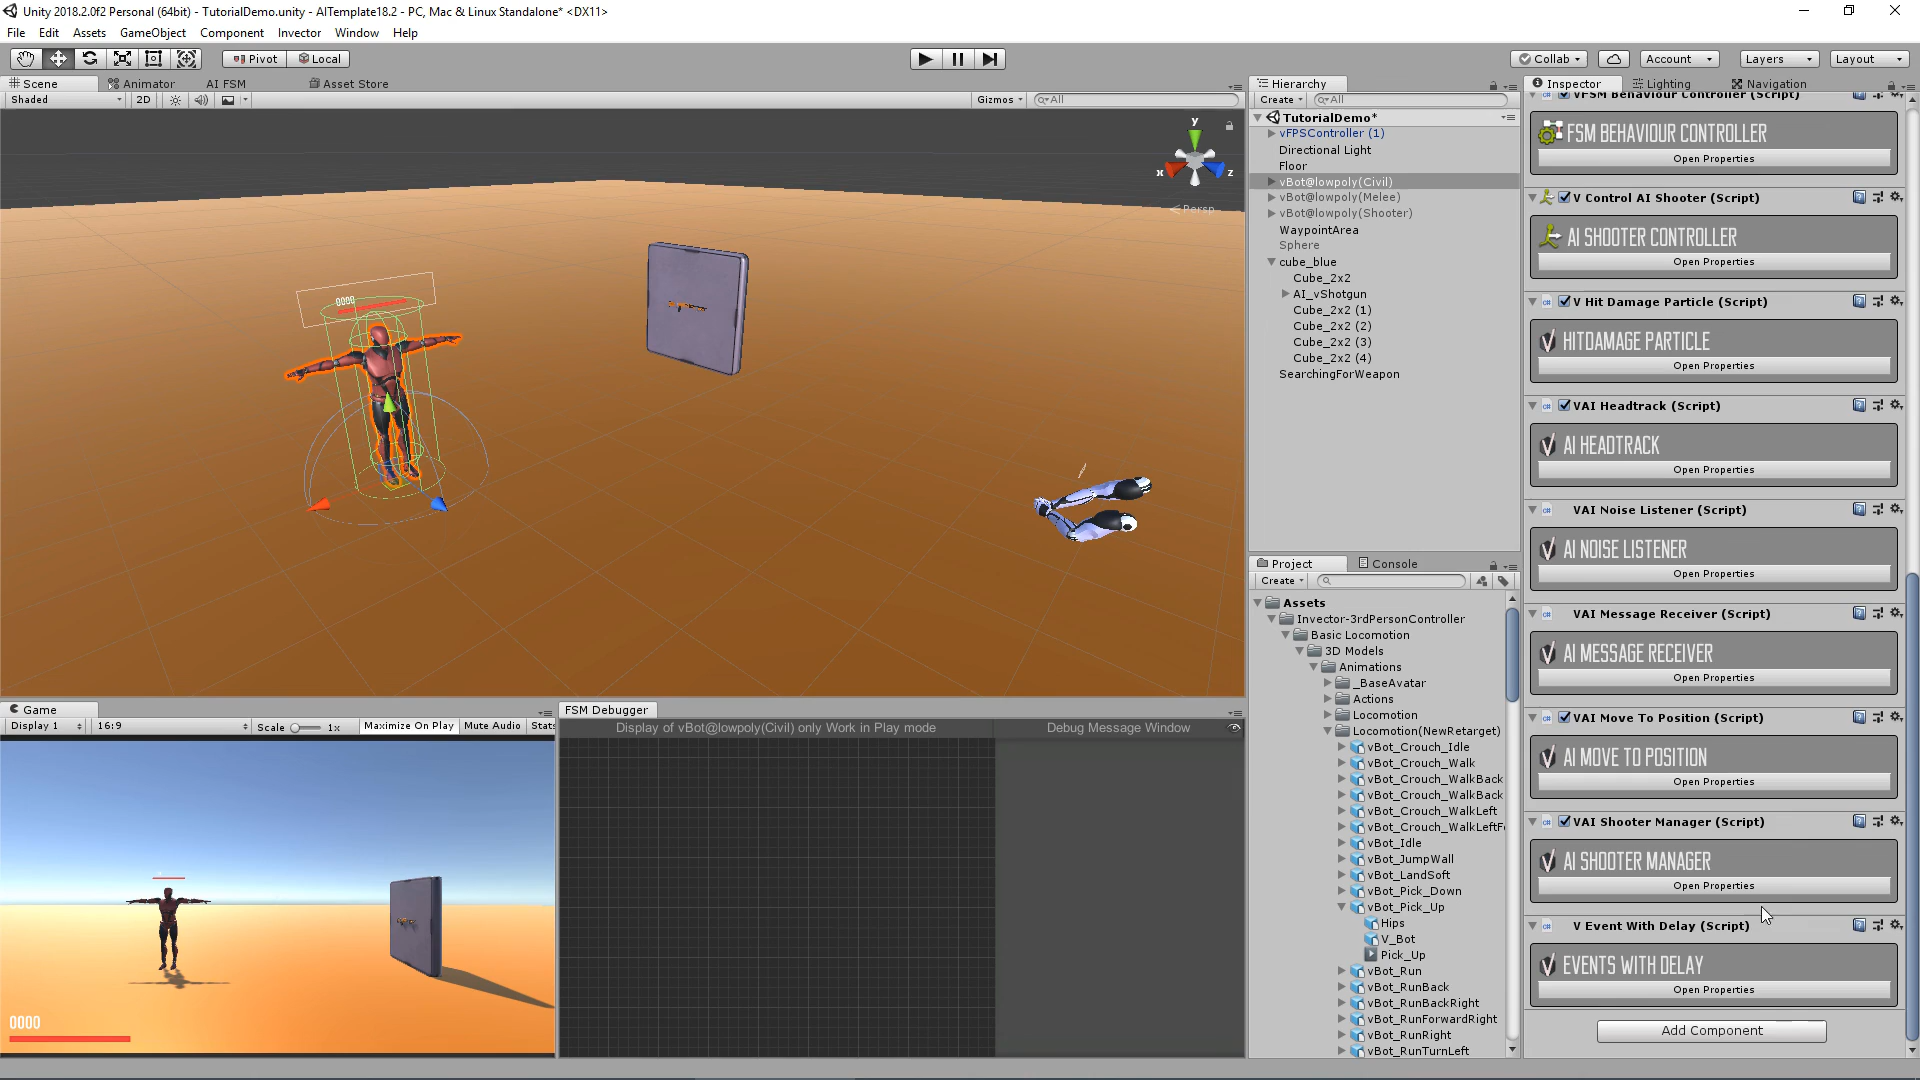 Unity 2018.2.0f2 Personal (64bit) - TutorialDemo.unity - AITemplate18.2 - PC, Mac & Linux Standalone* <DX11>
File Edit Assets GameObject Component Invector Window Help
Pivot Local Collab Account Layers Layout
Scene Animator AI FSM Asset Store
Shaded 2D Gizmos All
y x z
Persp
0000
Hierarchy
Create All
TutorialDemo*
vFPSController (1)
Directional Light
Floor
vBot@lowpoly(Civil)
vBot@lowpoly(Melee)
vBot@lowpoly(Shooter)
WaypointArea
Sphere
cube_blue
Cube_2x2
AI_vShotgun
Cube_2x2 (1)
Cube_2x2 (2)
Cube_2x2 (3)
Cube_2x2 (4)
SearchingForWeapon
Project Console
Create
Assets
Invector-3rdPersonController
Basic Locomotion
3D Models
Animations
_BaseAvatar
Actions
Locomotion
Locomotion(NewRetarget)
vBot_Crouch_Idle
vBot_Crouch_Walk
vBot_Crouch_WalkBack
vBot_Crouch_WalkBack
vBot_Crouch_WalkLeft
vBot_Crouch_WalkLeftF
vBot_Idle
vBot_JumpWall
vBot_LandSoft
vBot_Pick_Down
vBot_Pick_Up
Hips
V_Bot
Pick_Up
vBot_Run
vBot_RunBack
vBot_RunBackRight
vBot_RunForwardRight
vBot_RunRight
vBot_RunTurnLeft
Game
Display 1 16:9 Scale 1x Maximize On Play Mute Audio Stats
0000
FSM Debugger
Display of vBot@lowpoly(Civil) only Work in Play mode Debug Message Window
Inspector Lighting Navigation
VFSM Behaviour Controller (Script)
FSM BEHAVIOUR CONTROLLER
Open Properties
V Control AI Shooter (Script)
AI SHOOTER CONTROLLER
Open Properties
V Hit Damage Particle (Script)
HITDAMAGE PARTICLE
Open Properties
VAI Headtrack (Script)
AI HEADTRACK
Open Properties
VAI Noise Listener (Script)
AI NOISE LISTENER
Open Properties
VAI Message Receiver (Script)
AI MESSAGE RECEIVER
Open Properties
VAI Move To Position (Script)
AI MOVE TO POSITION
Open Properties
VAI Shooter Manager (Script)
AI SHOOTER MANAGER
Open Properties
V Event With Delay (Script)
EVENTS WITH DELAY
Open Properties
Add Component